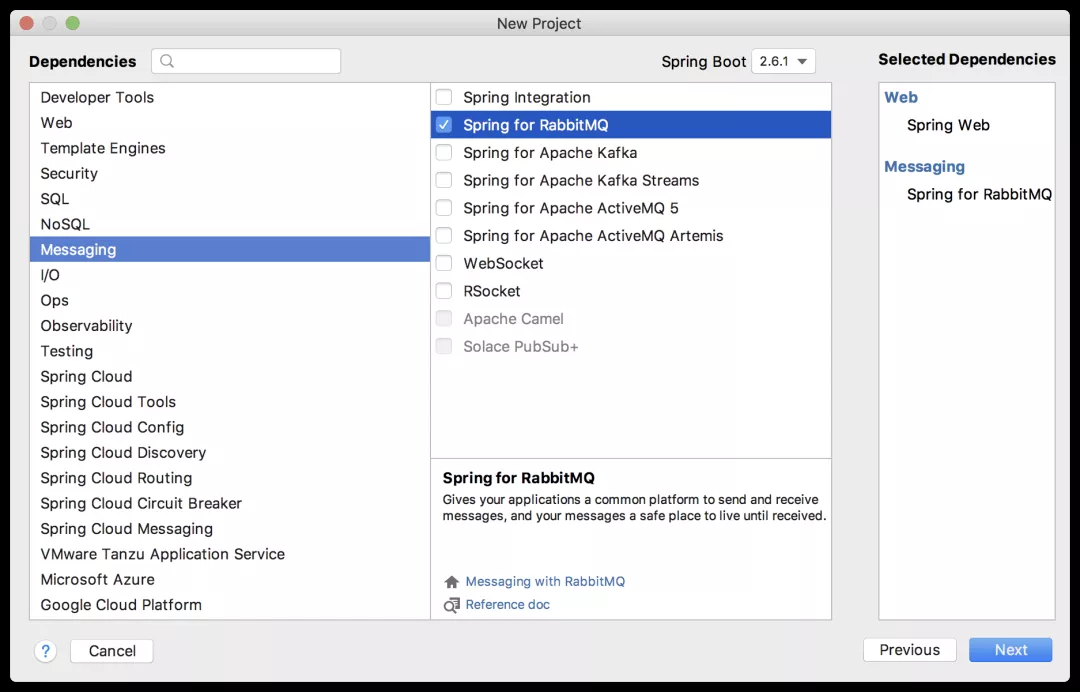 New Project
Dependencies
Spring Boot 2.6.1
Selected Dependencies
Developer Tools
Web
Template Engines
Security
SQL
NoSQL
Messaging
I/O
Ops
Observability
Testing
Spring Cloud
Spring Cloud Tools
Spring Cloud Config
Spring Cloud Discovery
Spring Cloud Routing
Spring Cloud Circuit Breaker
Spring Cloud Messaging
VMware Tanzu Application Service
Microsoft Azure
Google Cloud Platform
Spring Integration
Spring for RabbitMQ
Spring for Apache Kafka
Spring for Apache Kafka Streams
Spring for Apache ActiveMQ 5
Spring for Apache ActiveMQ Artemis
WebSocket
RSocket
Apache Camel
Solace PubSub+
Spring for RabbitMQ
Gives your applications a common platform to send and receive
messages, and your messages a safe place to live until received.
Messaging with RabbitMQ
Reference doc
Web
Spring Web
Messaging
Spring for RabbitMQ
?
Cancel
Previous
Next